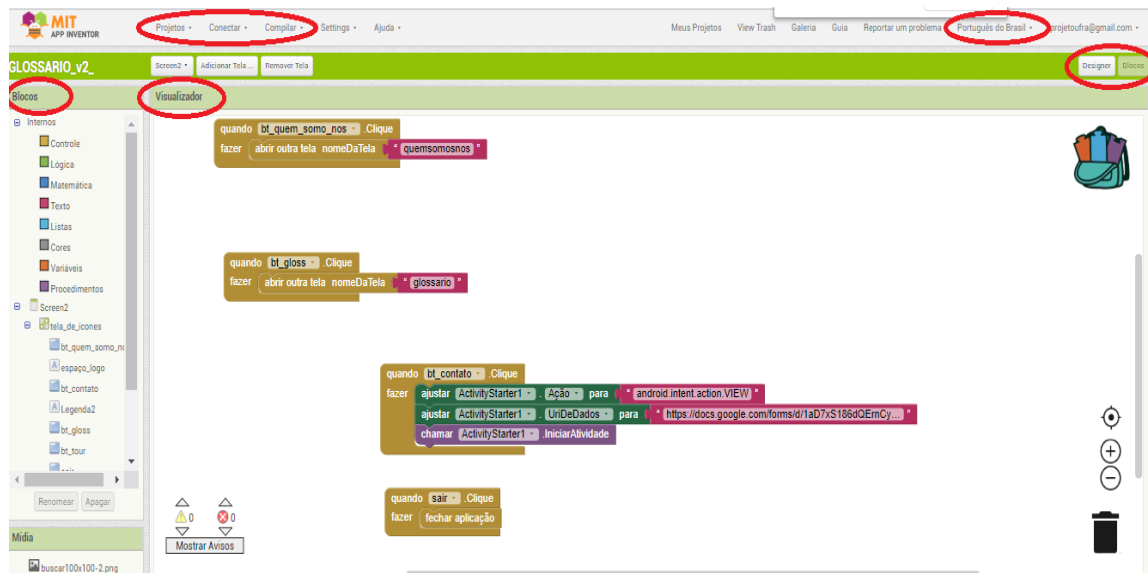 MIT
APP INVENTOR
Projetos Conectar Compilar Settings Ajuda Meus Projetos View Trash Galeria Guia Reportar um problema Português do Brasil projetoufra@gmail.com
GLOSSARIO_v2_ Screen2 Adicionar Tela ... Remover Tela Designer Blocos
Blocos Visualizador
Internos
Controle
Lógica
Matemática
Texto
Listas
Cores
Variáveis
Procedimentos
Screen2
tela_de_icones
bt_quem_somo_no
espaço_logo
bt_contato
Legenda2
bt_gloss
bt_tour
Renomear Apagar
Mídia
buscar100x100-2.png
quando bt_quem_somo_nos .Clique
fazer abrir outra tela nomeDaTela " quemsomosnos "
quando bt_gloss .Clique
fazer abrir outra tela nomeDaTela " glossario "
quando bt_contato .Clique
fazer ajustar ActivityStarter1 . Ação para " android.intent.action.VIEW "
ajustar ActivityStarter1 . UriDeDados para " https://docs.google.com/forms/d/1aD7xS186dQErnCy... "
chamar ActivityStarter1 .IniciarAtividade
quando sair .Clique
fazer fechar aplicação
0 0
Mostrar Avisos